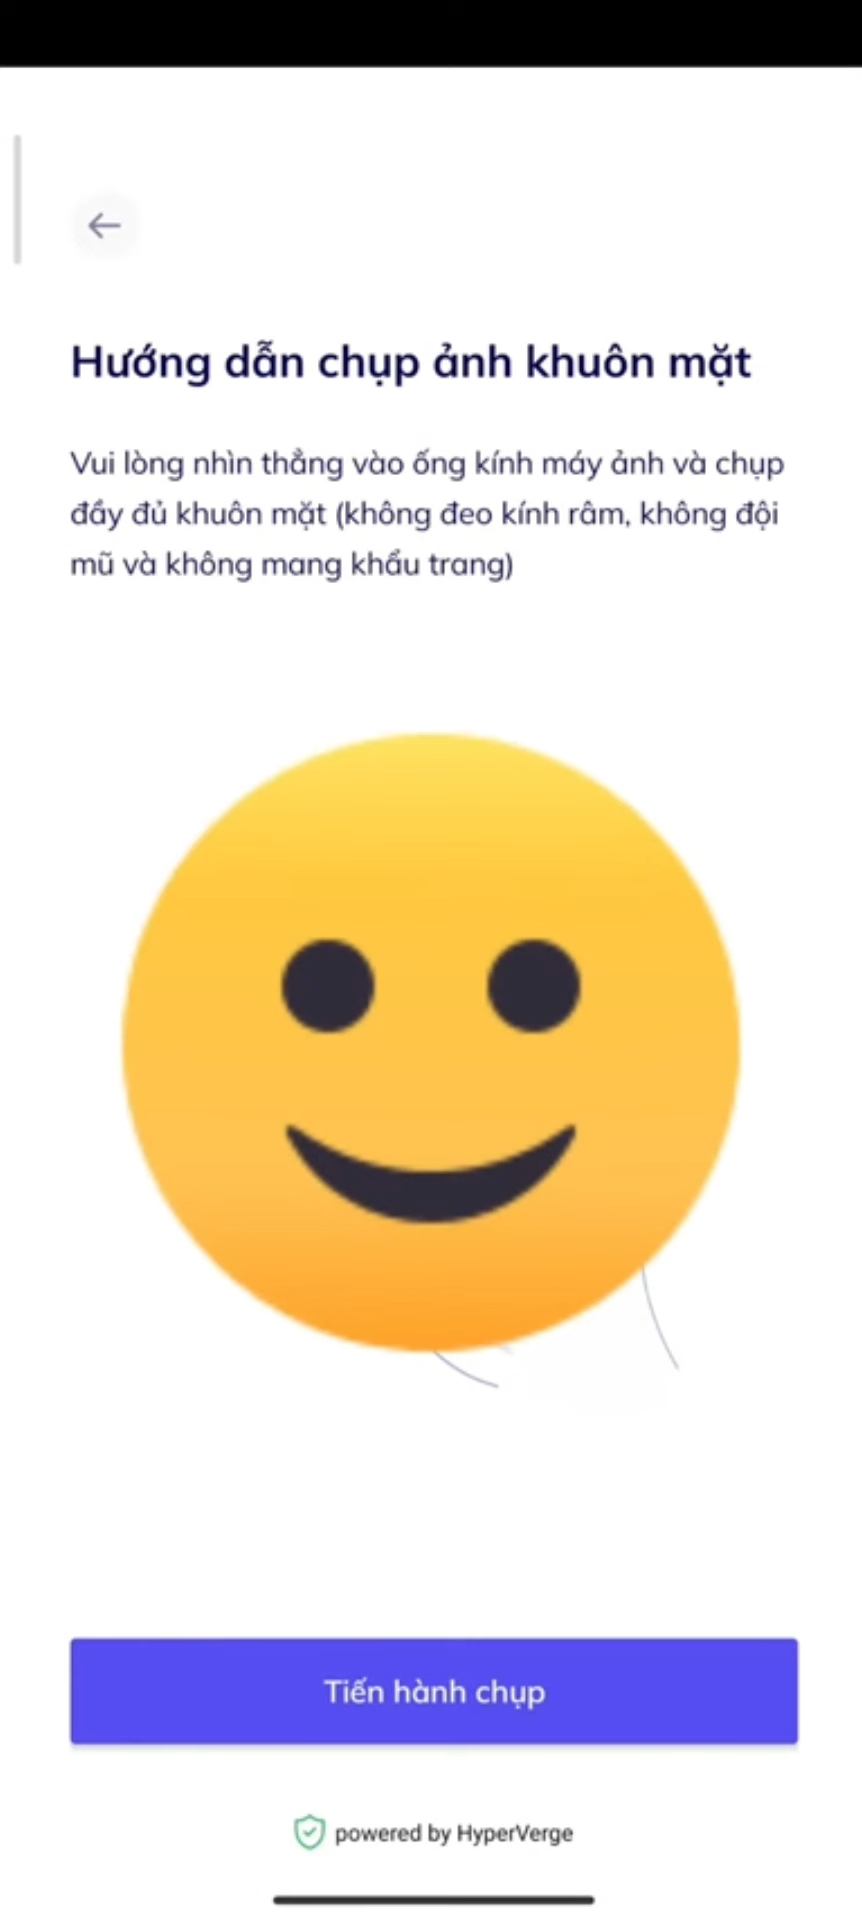 Hướng dẫn chụp ảnh khuôn mặt
Vui lòng nhìn thẳng vào ống kính máy ảnh và chụp
đầy đủ khuôn mặt (không đeo kính râm, không đội
mũ và không mang khẩu trang)
Tiến hành chụp
powered by HyperVerge